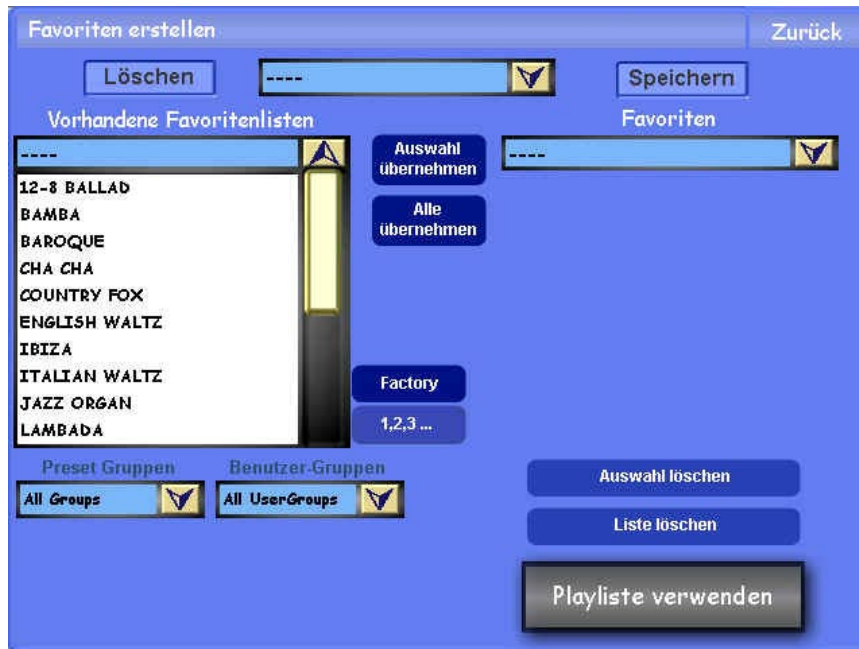 Favoriten erstellen
Zurück
Löschen
----
Speichern
Vorhandene Favoritenlisten
Favoriten
----
Auswahl
übernehmen
----
12-8 BALLAD
BAMBA
BAROQUE
CHA CHA
COUNTRY FOX
ENGLISH WALTZ
IBIZA
ITALIAN WALTZ
JAZZ ORGAN
LAMBADA
Alle
übernehmen
Factory
1,2,3 ...
Preset Gruppen
Benutzer-Gruppen
All Groups
All UserGroups
Auswahl löschen
Liste löschen
Playliste verwenden